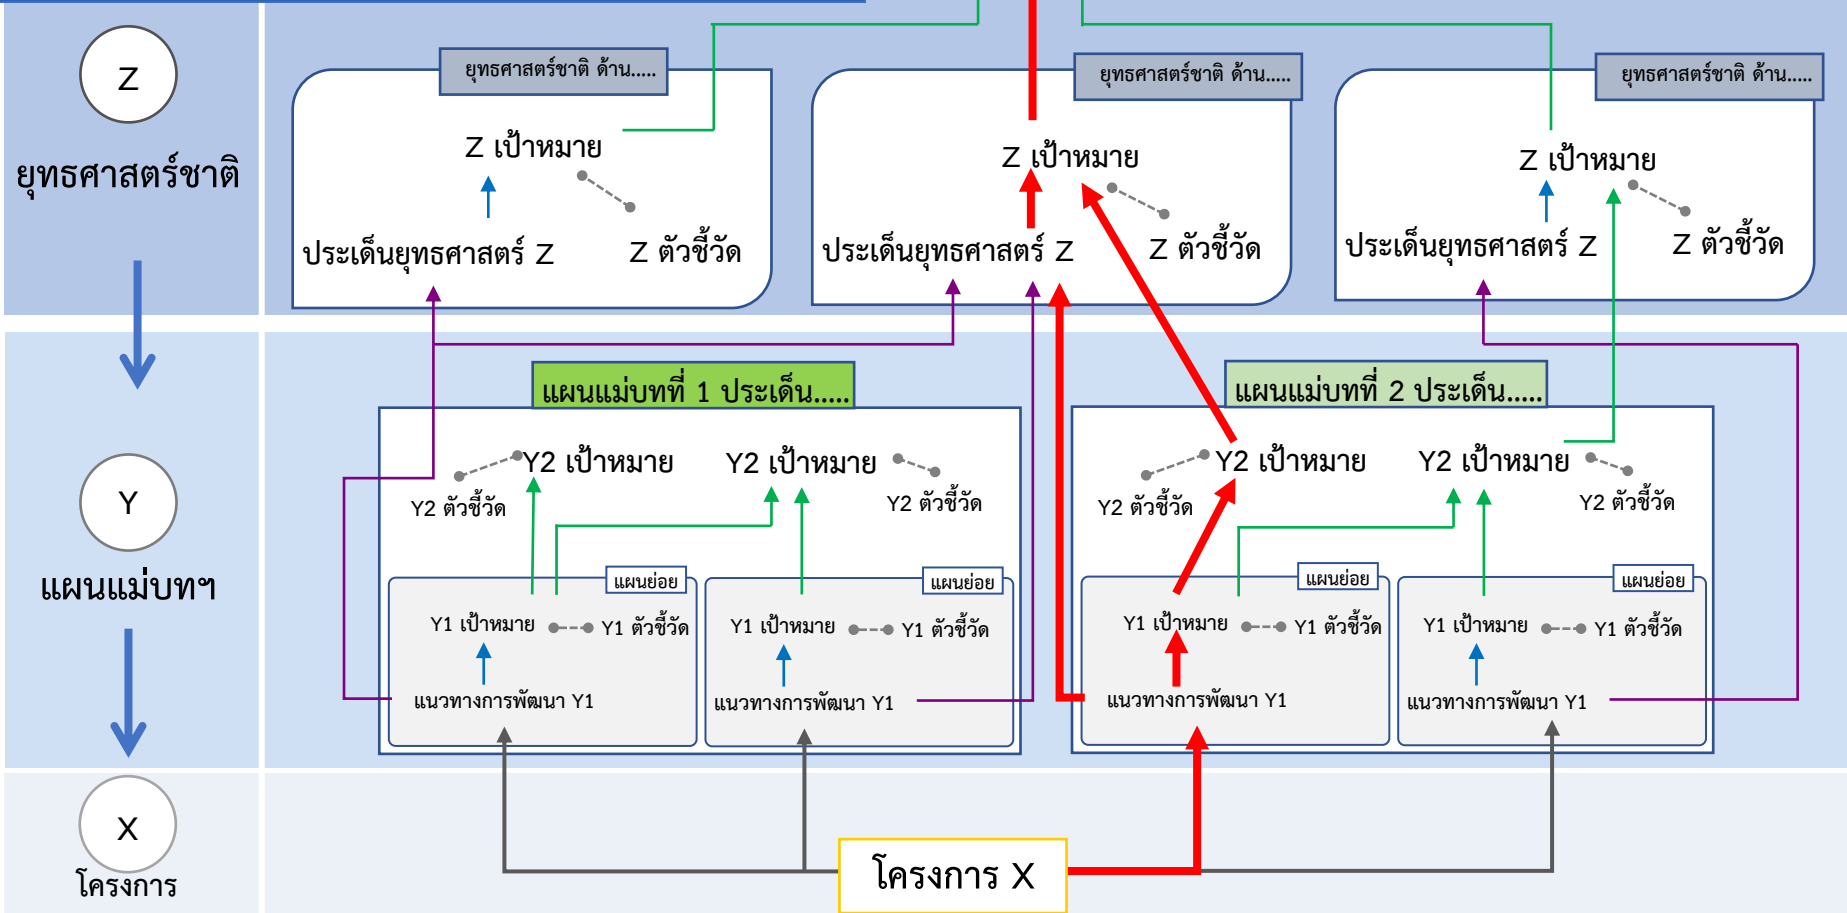 Z
ยุทธศาสตร์ชาติ
ยุทธศาสตร์ชาติ ด้าน.....
Z เป้าหมาย
ประเด็นยุทธศาสตร์ Z
Z ตัวชี้วัด
ยุทธศาสตร์ชาติ ด้าน.....
Z เป้าหมาย
ประเด็นยุทธศาสตร์ Z
Z ตัวชี้วัด
ยุทธศาสตร์ชาติ ด้าน.....
Z เป้าหมาย
ประเด็นยุทธศาสตร์ Z
Z ตัวชี้วัด
Y
แผนแม่บทฯ
แผนแม่บทที่ 1 ประเด็น.....
Y2 เป้าหมาย
Y2 ตัวชี้วัด
Y2 เป้าหมาย
Y2 ตัวชี้วัด
แผนย่อย
Y1 เป้าหมาย
Y1 ตัวชี้วัด
แนวทางการพัฒนา Y1
แผนย่อย
Y1 เป้าหมาย
Y1 ตัวชี้วัด
แนวทางการพัฒนา Y1
แผนแม่บทที่ 2 ประเด็น.....
Y2 เป้าหมาย
Y2 ตัวชี้วัด
Y2 เป้าหมาย
Y2 ตัวชี้วัด
แผนย่อย
Y1 เป้าหมาย
Y1 ตัวชี้วัด
แนวทางการพัฒนา Y1
แผนย่อย
Y1 เป้าหมาย
Y1 ตัวชี้วัด
แนวทางการพัฒนา Y1
X
โครงการ
โครงการ X